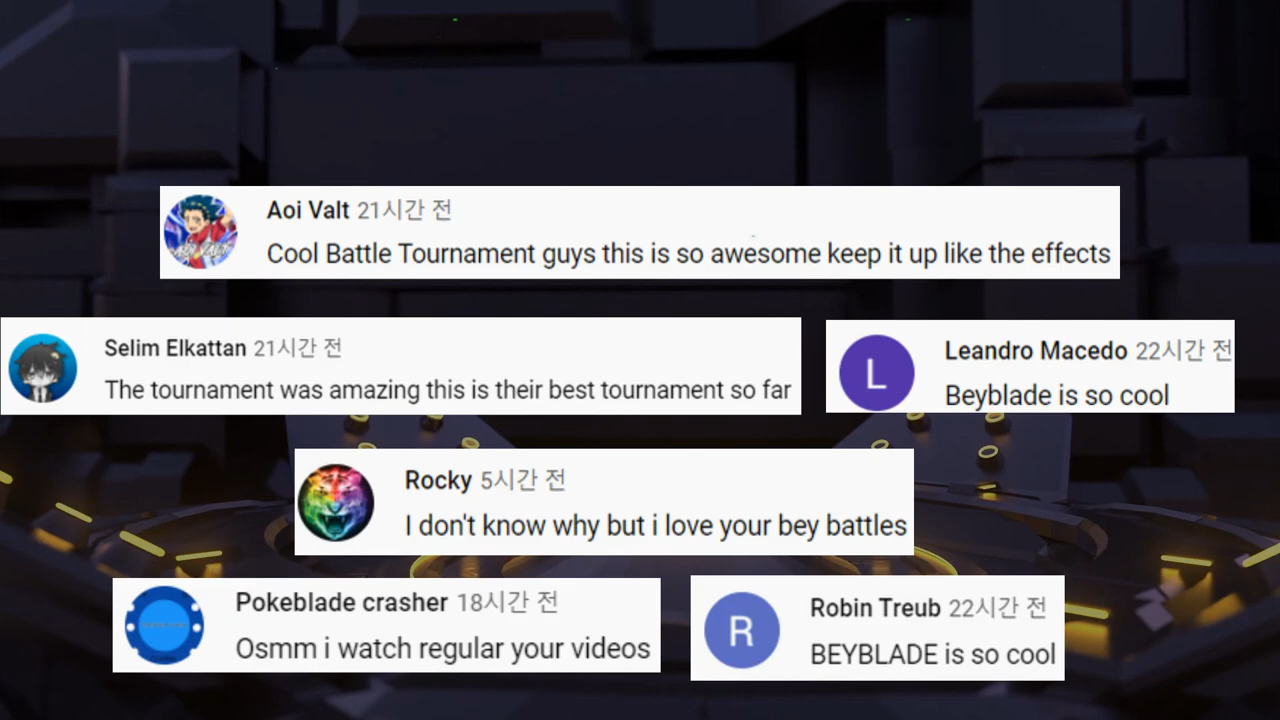 Aoi Valt 21시간 전
Cool Battle Tournament guys this is so awesome keep it up like the effects
Selim Elkattan 21시간 전
The tournament was amazing this is their best tournament so far
Leandro Macedo 22시간 전
L
Beyblade is so cool
Rocky 5시간 전
I don't know why but i love your bey battles
Pokeblade crasher 18시간 전
Osmm i watch regular your videos
Robin Treub 22시간 전
R
BEYBLADE is so cool